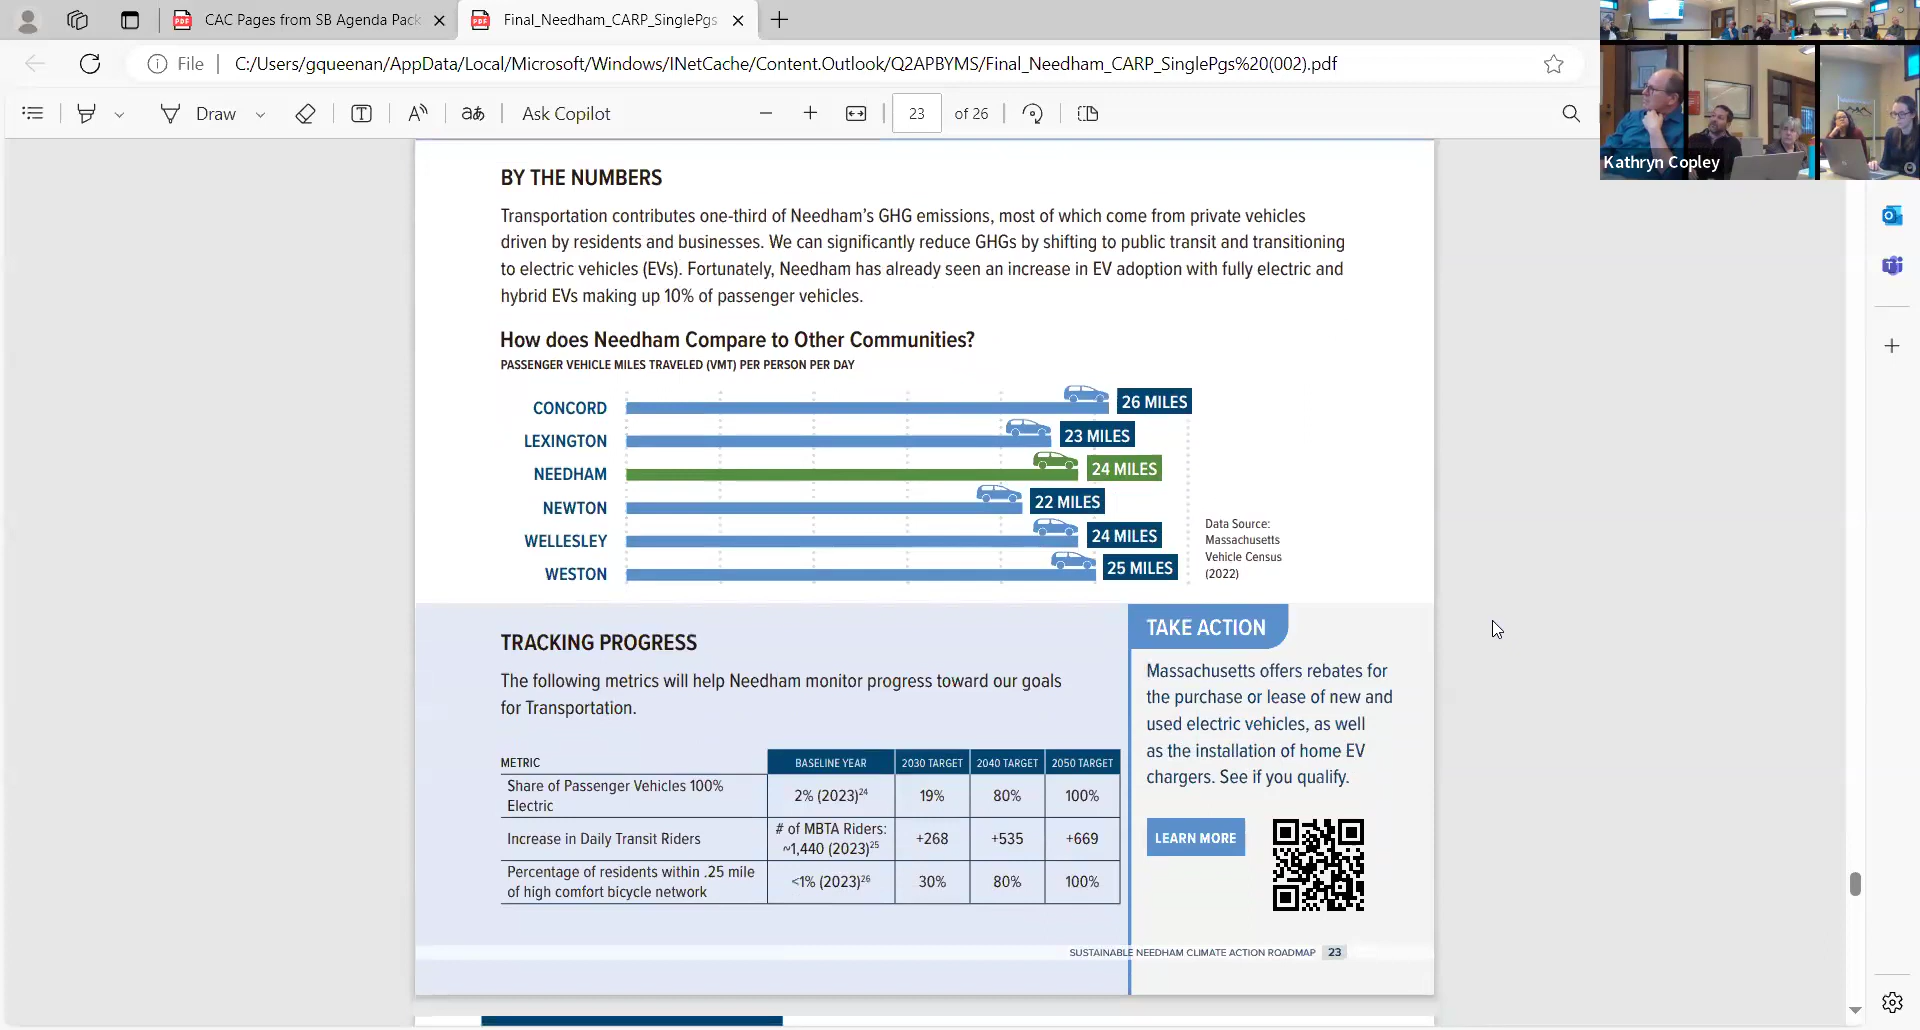 CAC Pages from SB Agenda Pack
Final_Needham_CARP_SinglePgs
File
C:/Users/gqueenan/AppData/Local/Microsoft/Windows/INetCache/Content.Outlook/Q2APBYMS/Final_Needham_CARP_SinglePgs%20(002).pdf
Draw
Ask Copilot
23
of 26
Kathryn Copley
BY THE NUMBERS
Transportation contributes one-third of Needham's GHG emissions, most of which come from private vehicles
driven by residents and businesses. We can significantly reduce GHGs by shifting to public transit and transitioning
to electric vehicles (EVs). Fortunately, Needham has already seen an increase in EV adoption with fully electric and
hybrid EVs making up 10% of passenger vehicles.
How does Needham Compare to Other Communities?
PASSENGER VEHICLE MILES TRAVELED (VMT) PER PERSON PER DAY
CONCORD
26 MILES
LEXINGTON
23 MILES
NEEDHAM
24 MILES
NEWTON
22 MILES
WELLESLEY
24 MILES
WESTON
25 MILES
Data Source:
Massachusetts
Vehicle Census
(2022)
TRACKING PROGRESS
The following metrics will help Needham monitor progress toward our goals
for Transportation.
METRIC
BASELINE YEAR
2030 TARGET
2040 TARGET
2050 TARGET
Share of Passenger Vehicles 100%
Electric
2% (2023)24
19%
80%
100%
Increase in Daily Transit Riders
# of MBTA Riders:
~1,440 (2023)25
+268
+535
+669
Percentage of residents within .25 mile
of high comfort bicycle network
<1% (2023)26
30%
80%
100%
TAKE ACTION
Massachusetts offers rebates for
the purchase or lease of new and
used electric vehicles, as well
as the installation of home EV
chargers. See if you qualify.
LEARN MORE
SUSTAINABLE NEEDHAM CLIMATE ACTION ROADMAP
23